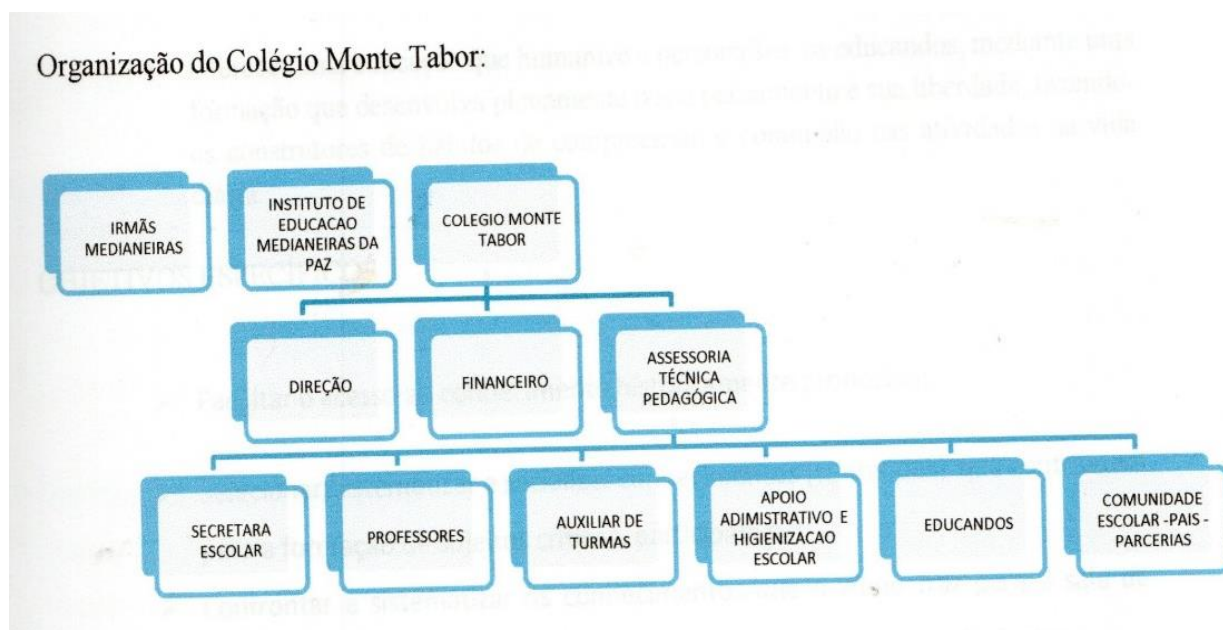 Organização do Colégio Monte Tabor:
IRMÃS
MEDIANEIRAS
INSTITUTO DE
EDUCACAO
MEDIANEIRAS DA
PAZ
COLEGIO MONTE
TABOR
DIREÇÃO
FINANCEIRO
ASSESSORIA
TÉCNICA
PEDAGÓGICA
SECRETARA
ESCOLAR
PROFESSORES
AUXILIAR DE
TURMAS
APOIO
ADIMISTRATIVO E
HIGIENIZACAO
ESCOLAR
EDUCANDOS
COMUNIDADE
ESCOLAR -PAIS -
PARCERIAS